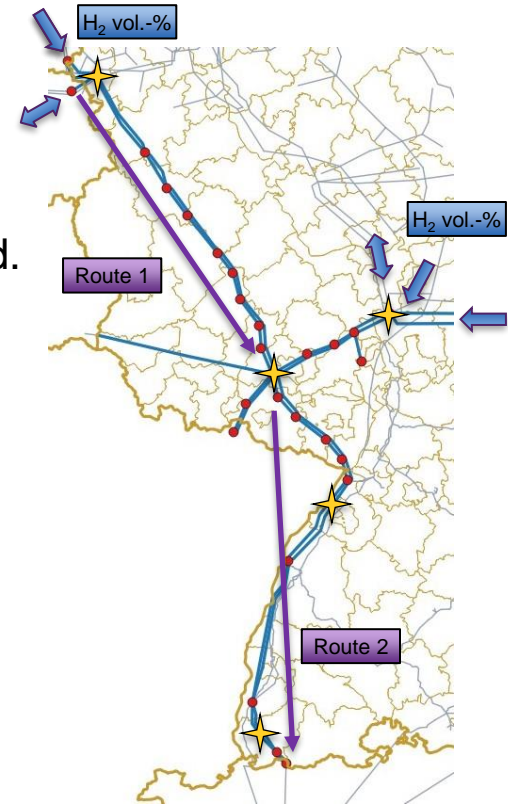 H₂ vol.-%
H₂ vol.-%
d.
Route 1
Route 2